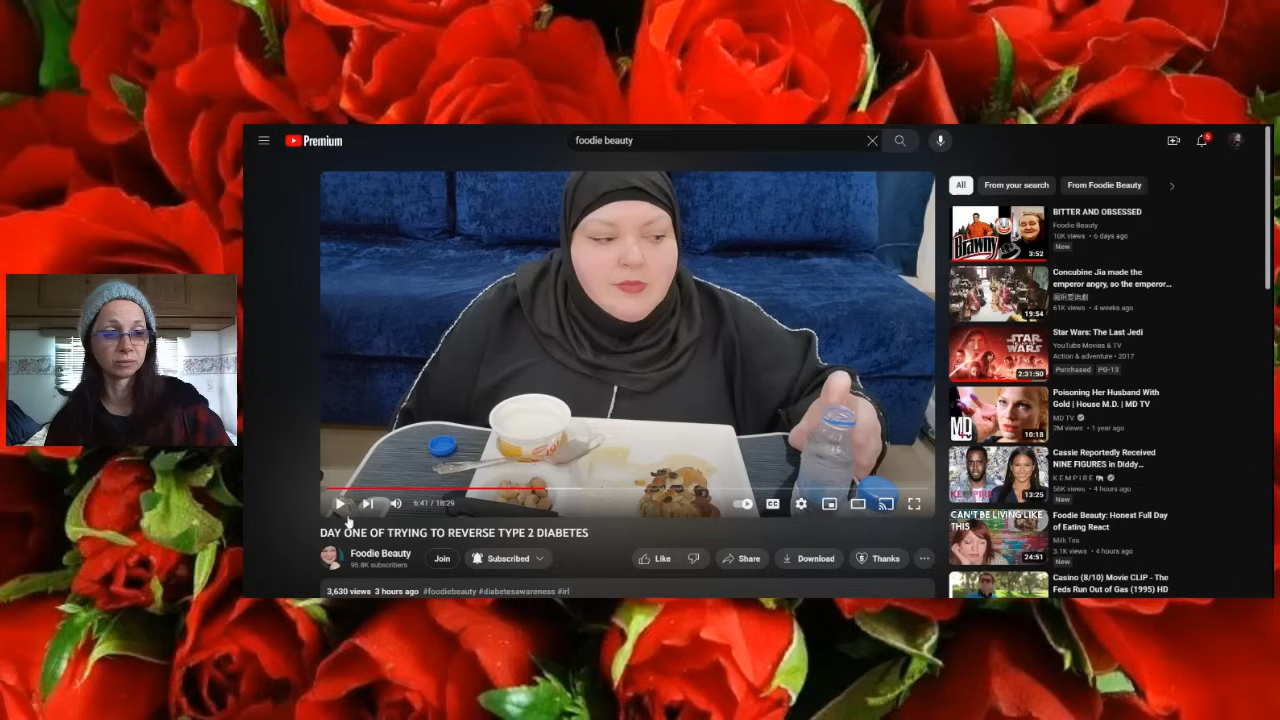 Premium
foodie beauty
5
All
From your search
From Foodie Beauty
Brawny
3:52
BITTER AND OBSESSED
Foodie Beauty
10K views • 6 days ago
New
19:54
Concubine Jia made the
emperor angry, so the emperor...
61K views • 4 weeks ago
STAR
WARS
2:31:50
Star Wars: The Last Jedi
YouTube Movies & TV
Action & adventure • 2017
Purchased
PG-13
MD
10:18
Poisoning Her Husband With
Gold | House M.D. | MD TV
MD TV
2M views • 1 year ago
13:25
Cassie Reportedly Received
NINE FIGURES in Diddy...
KEMPIRE
56K views • 4 hours ago
New
CAN'T BE LIVING LIKE
THIS
24:51
Foodie Beauty: Honest Full Day
of Eating React
Milk Tea
3.1K views • 4 hours ago
New
Casino (8/10) Movie CLIP - The
Feds Run Out of Gas (1995) HD
6:41 / 18:29
CC
DAY ONE OF TRYING TO REVERSE TYPE 2 DIABETES
Foodie Beauty
95.8K subscribers
Join
Subscribed
Like
Share
Download
Thanks
3,630 views 3 hours ago #foodiebeauty #diabetesawareness #irl